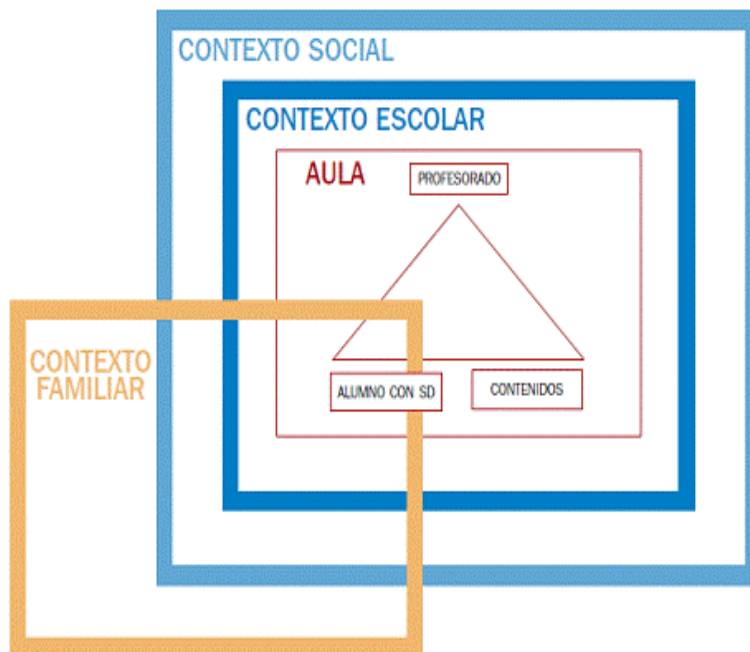 CONTEXTO SOCIAL
CONTEXTO ESCOLAR
AULA
PROFESORADO
CONTEXTO
FAMILIAR
ALUMNO CON SD
CONTENIDOS